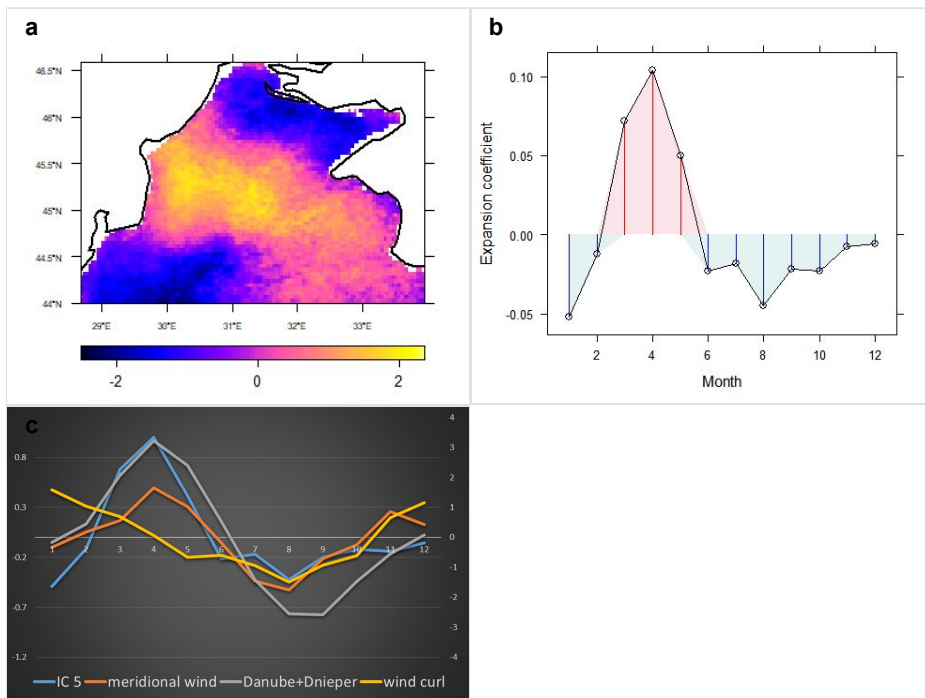 a
46.5°N
46°N
45.5°N
45°N
44.5°N
44°N
29°E 30°E 31°E 32°E 33°E
-2 0 2
b
Expansion coefficient
0.10
0.05
0.00
-0.05
2 4 6 8 10 12
Month
c
0.8
0.3
-0.2
-0.7
-1.2
4
3
2
1
0
-1
-2
-3
-4
1 2 3 4 5 6 7 8 9 10 11 12
IC 5 meridional wind Danube+Dnieper wind curl